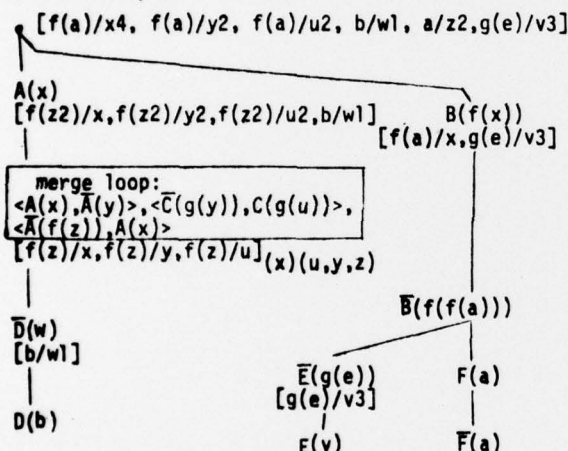 [f(a)/x4, f(a)/y2, f(a)/u2, b/w1, a/z2,g(e)/v3]
A(x)
[f(z2)/x,f(z2)/y2,f(z2)/u2,b/w1]
B(f(x))
[f(a)/x,g(e)/v3]
merge loop:
<A(x),A̅(y)>,<C̅(g(y)),C(g(u))>,
<A̅(f(z)),A(x)>
[f(z)/x,f(z)/y,f(z)/u](x)(u,y,z)
B̅(f(f(a)))
D̅(w)
[b/w1]
E̅(g(e))
[g(e)/v3]
F(a)
D(b)
E(v)
F̅(a)